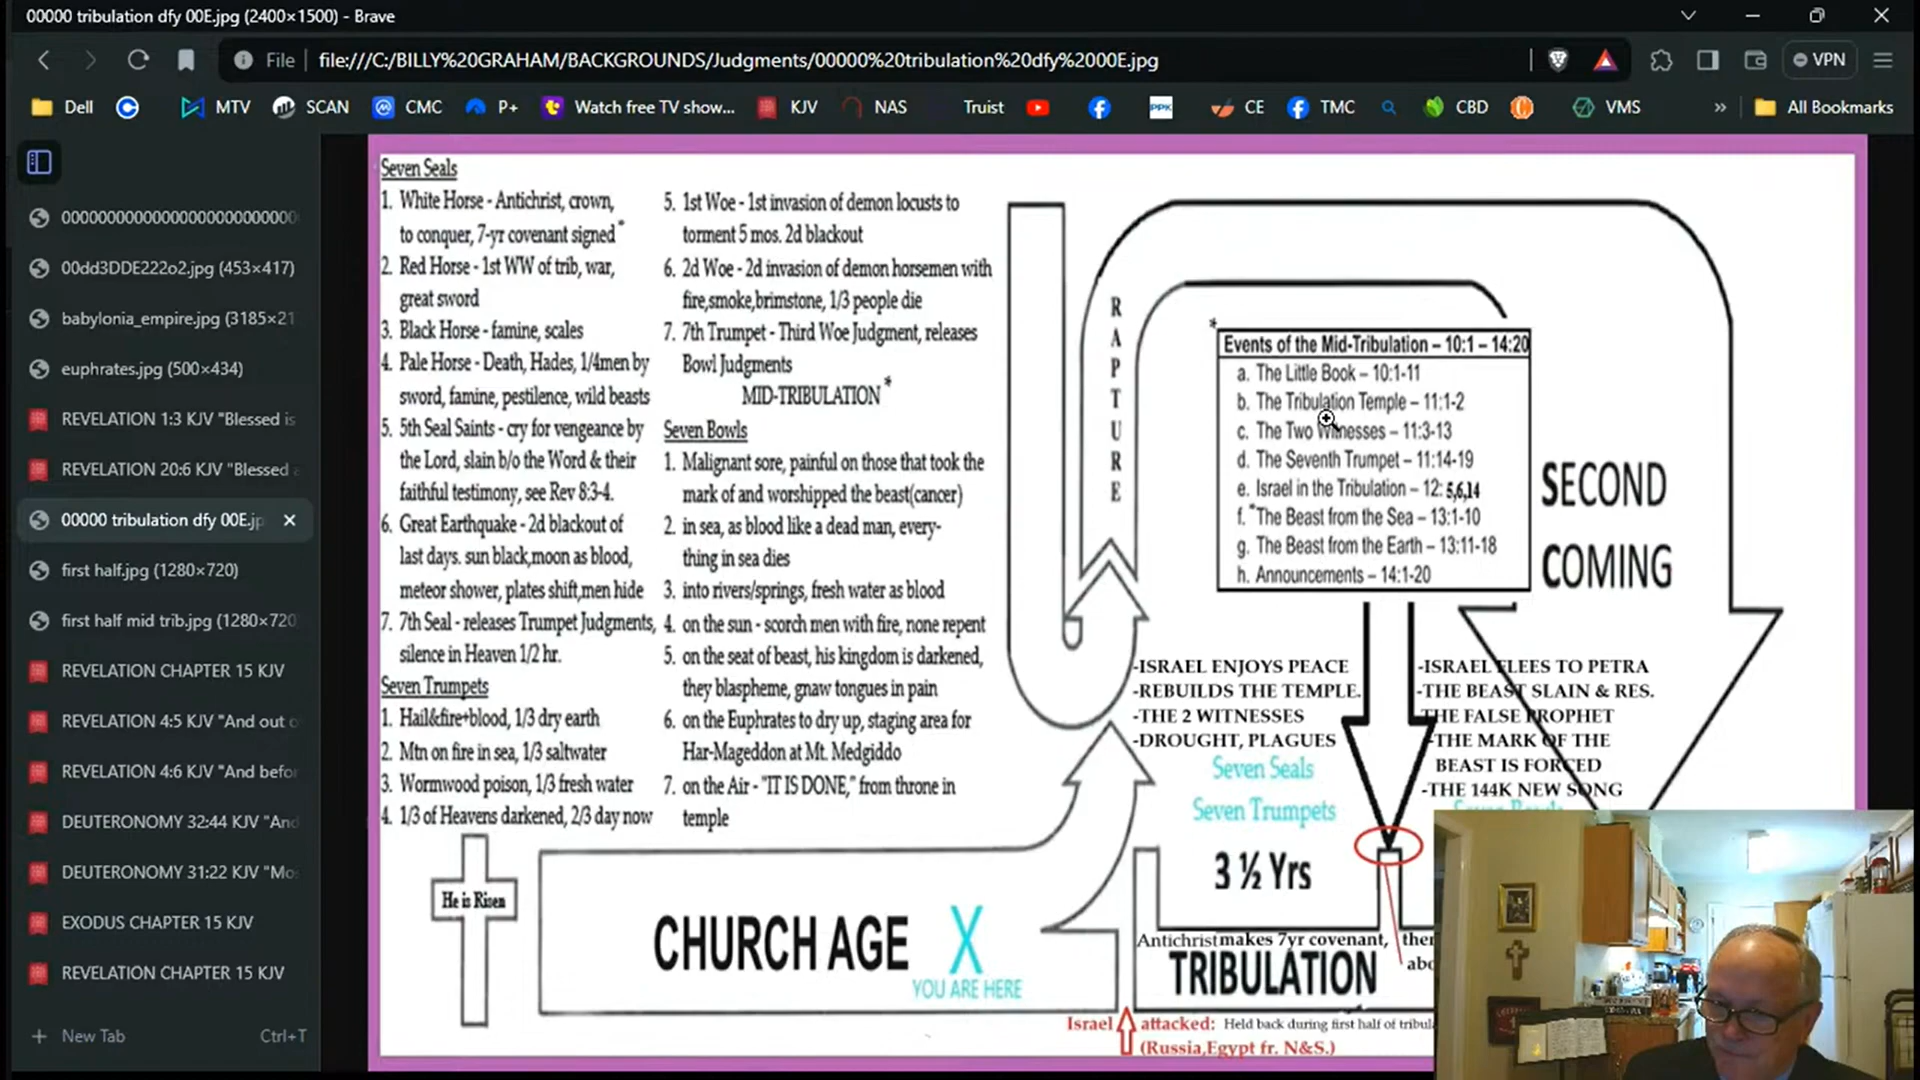 00000 tribulation dfy 00E.jpg (2400×1500) - Brave
File
file:///C:/BILLY%20GRAHAM/BACKGROUNDS/Judgments/00000%20tribulation%20dfy%2000E.jpg
VPN
Dell
MTV
SCAN
CMC
P+
Watch free TV show...
KJV
NAS
Truist
PPK
CE
TMC
CBD
VMS
»
All Bookmarks
00dd3DDE222o2.jpg (453×417)
babylonia_empire.jpg (3185×21
euphrates.jpg (500×434)
REVELATION 1:3 KJV "Blessed is
REVELATION 20:6 KJV "Blessed a
00000 tribulation dfy 00E.jp
first half.jpg (1280×720)
first half mid trib.jpg (1280×720
REVELATION CHAPTER 15 KJV
REVELATION 4:5 KJV "And out o
REVELATION 4:6 KJV "And befor
DEUTERONOMY 32:44 KJV "And
DEUTERONOMY 31:22 KJV "Mos
EXODUS CHAPTER 15 KJV
REVELATION CHAPTER 15 KJV
New Tab
Ctrl+T
Seven Seals
1. White Horse - Antichrist, crown,
to conquer, 7-yr covenant signed*
2. Red Horse - 1st WW of trib, war,
great sword
3. Black Horse - famine, scales
4. Pale Horse - Death, Hades, 1/4men by
sword, famine, pestilence, wild beasts
5. 5th Seal Saints - cry for vengeance by
the Lord, slain b/o the Word & their
faithful testimony, see Rev 8:3-4.
6. Great Earthquake - 2d blackout of
last days. sun black,moon as blood,
meteor shower, plates shift,men hide
7. 7th Seal - releases Trumpet Judgments,
silence in Heaven 1/2 hr.
Seven Trumpets
1. Hail&fire+blood, 1/3 dry earth
2. Mtn on fire in sea, 1/3 saltwater
3. Wormwood poison, 1/3 fresh water
4. 1/3 of Heavens darkened, 2/3 day now
5. 1st Woe - 1st invasion of demon locusts to
torment 5 mos. 2d blackout
6. 2d Woe - 2d invasion of demon horsemen with
fire,smoke,brimstone, 1/3 people die
7. 7th Trumpet - Third Woe Judgment, releases
Bowl Judgments
MID-TRIBULATION*
Seven Bowls
1. Malignant sore, painful on those that took the
mark of and worshipped the beast(cancer)
2. in sea, as blood like a dead man, every-
thing in sea dies
3. into rivers/springs, fresh water as blood
4. on the sun - scorch men with fire, none repent
5. on the seat of beast, his kingdom is darkened,
they blaspheme, gnaw tongues in pain
6. on the Euphrates to dry up, staging area for
Har-Mageddon at Mt. Medgiddo
7. on the Air - "IT IS DONE," from throne in
temple
RAPTURE
*
Events of the Mid-Tribulation – 10:1 – 14:20
a. The Little Book – 10:1-11
b. The Tribulation Temple – 11:1-2
c. The Two Witnesses – 11:3-13
d. The Seventh Trumpet – 11:14-19
e. Israel in the Tribulation – 12: 5,6,14
f. *The Beast from the Sea – 13:1-10
g. The Beast from the Earth – 13:11-18
h. Announcements – 14:1-20
SECOND
COMING
-ISRAEL ENJOYS PEACE
-REBUILDS THE TEMPLE.
-THE 2 WITNESSES
-DROUGHT, PLAGUES
Seven Seals
Seven Trumpets
3 ½ Yrs
-ISRAEL FLEES TO PETRA
-THE BEAST SLAIN & RES.
THE FALSE PROPHET
-THE MARK OF THE
BEAST IS FORCED
-THE 144K NEW SONG
He is Risen
CHURCH AGE
X
YOU ARE HERE
Antichrist makes 7yr covenant, then
abo
TRIBULATION
Israel attacked: Held back during first half of tribul
(Russia,Egypt fr. N&S.)